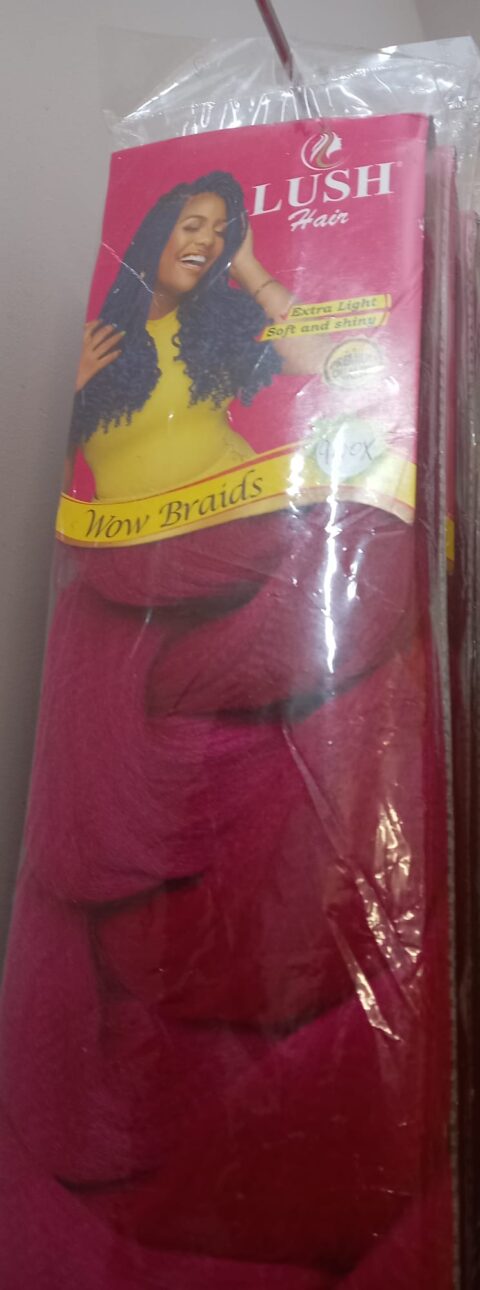 LUSH
Hair
Extra Light
Soft and shiny
Wow Braids